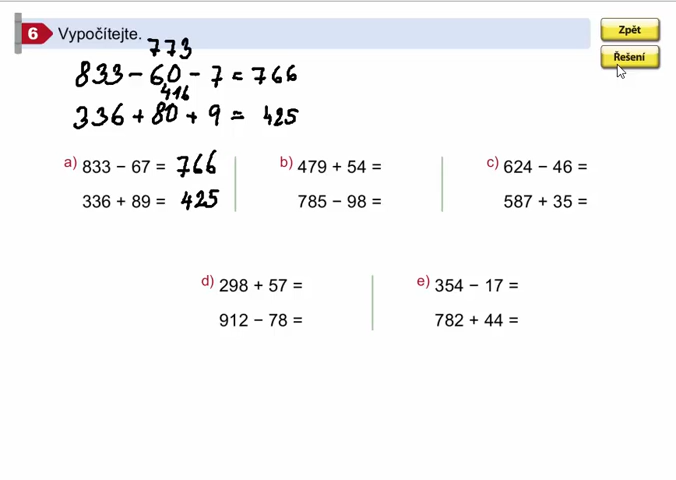 6 Vypočítejte.
Zpět
Řešení
773
833 - 60 - 7 = 766
416
336 + 80 + 9 = 425
a) 833 − 67 = 766
336 + 89 = 425
b) 479 + 54 =
785 − 98 =
c) 624 − 46 =
587 + 35 =
d) 298 + 57 =
912 − 78 =
e) 354 − 17 =
782 + 44 =